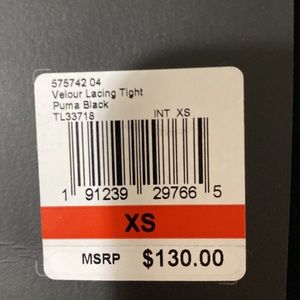 575742 04
Velour Lacing Tight
Puma Black
TL33718 INT XS
1 91239 29766 5
XS
MSRP $130.00